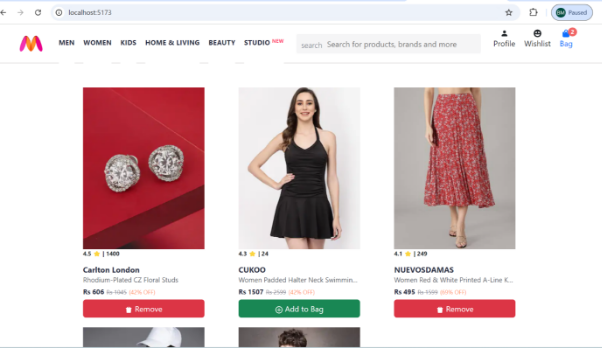 localhost:5173
Paused
MEN WOMEN KIDS HOME & LIVING BEAUTY STUDIO NEW
search Search for products, brands and more
Profile Wishlist Bag 2
4.5 ⭐ | 1400
Carlton London
Rhodium-Plated CZ Floral Studs
Rs 606 Rs 1045 (42% OFF)
Remove
4.3 ⭐ | 24
CUKOO
Women Padded Halter Neck Swimmin...
Rs 1507 Rs 2599 (42% OFF)
Add to Bag
4.1 ⭐ | 249
NUEVOSDAMAS
Women Red & White Printed A-Line K...
Rs 495 Rs 1599 (69% OFF)
Remove